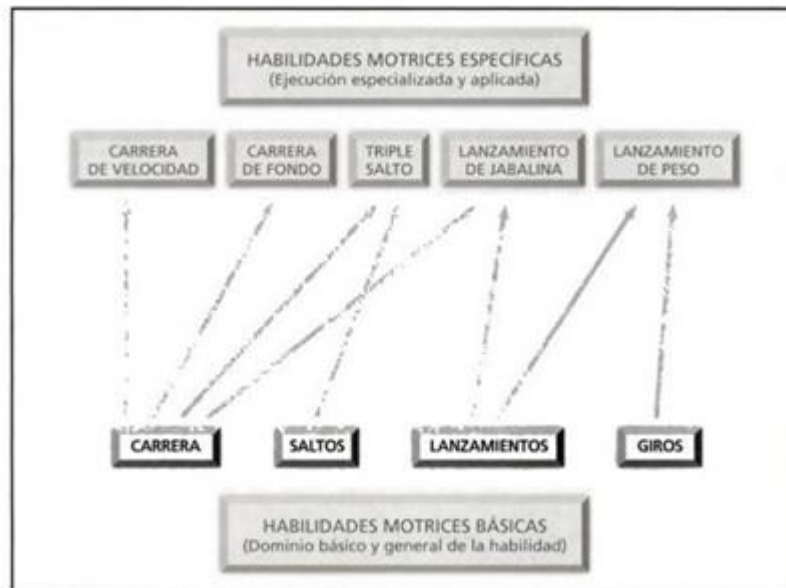 HABILIDADES MOTRICES ESPECÍFICAS
(Ejecución especializada y aplicada)
CARRERA
DE VELOCIDAD
CARRERA
DE FONDO
TRIPLE
SALTO
LANZAMIENTO
DE JABALINA
LANZAMIENTO
DE PESO
CARRERA
SALTOS
LANZAMIENTOS
GIROS
HABILIDADES MOTRICES BÁSICAS
(Dominio básico y general de la habilidad)